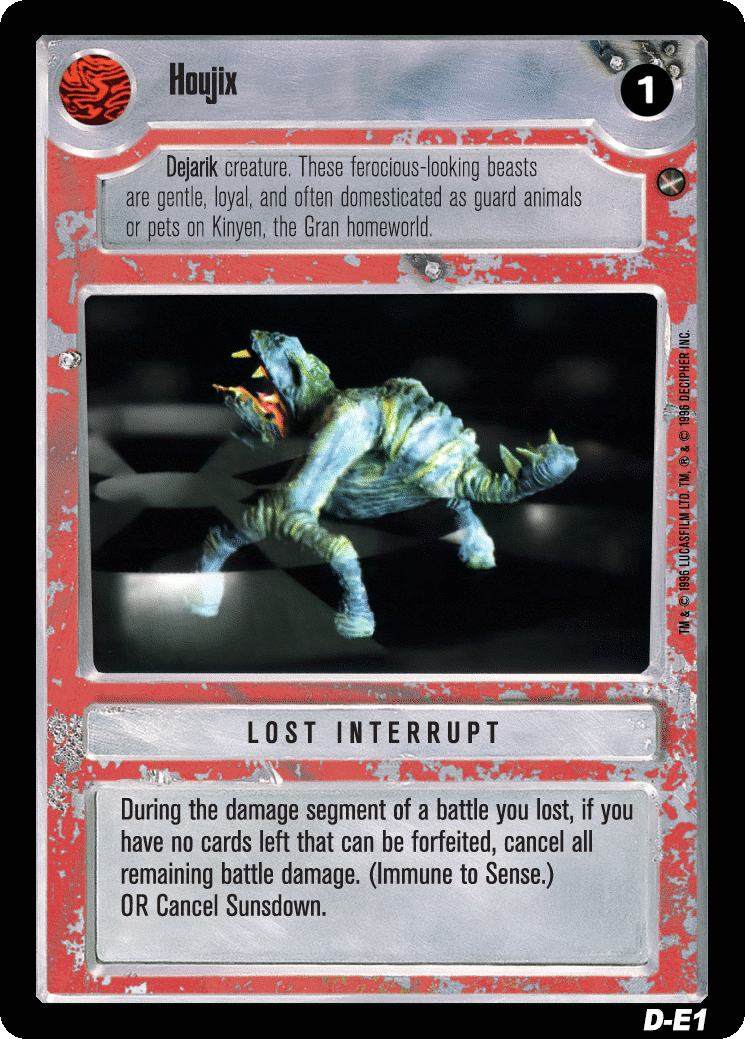 Houjix
1
Dejarik creature. These ferocious-looking beasts
are gentle, loyal, and often domesticated as guard animals
or pets on Kinyen, the Gran homeworld.
TM & © 1996 LUCASFILM LTD. TM, ® & © 1996 DECIPHER INC.
LOST INTERRUPT
During the damage segment of a battle you lost, if you
have no cards left that can be forfeited, cancel all
remaining battle damage. (Immune to Sense.)
OR Cancel Sunsdown.
D-E1